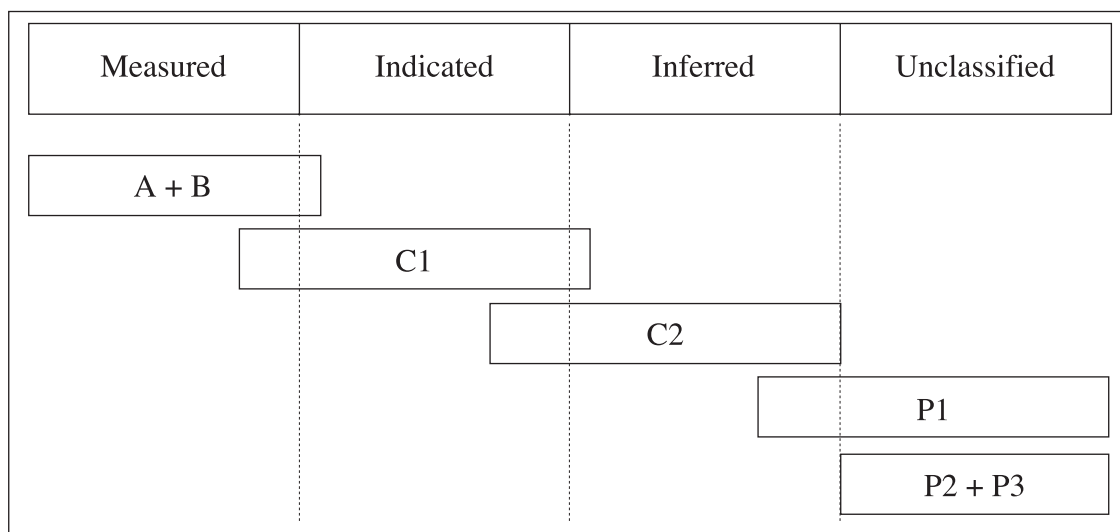 Measured Indicated Inferred Unclassified
A + B
C1
C2
P1
P2 + P3